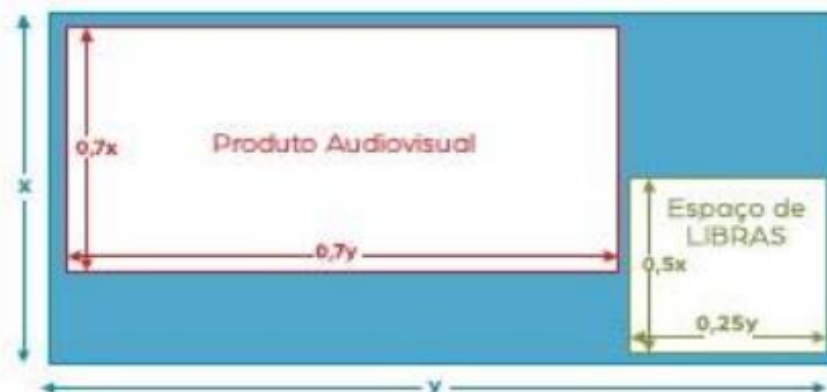 x
0,7x
Produto Audiovisual
0,7y
Espaço de
LIBRAS
0,5x
0,25y
y